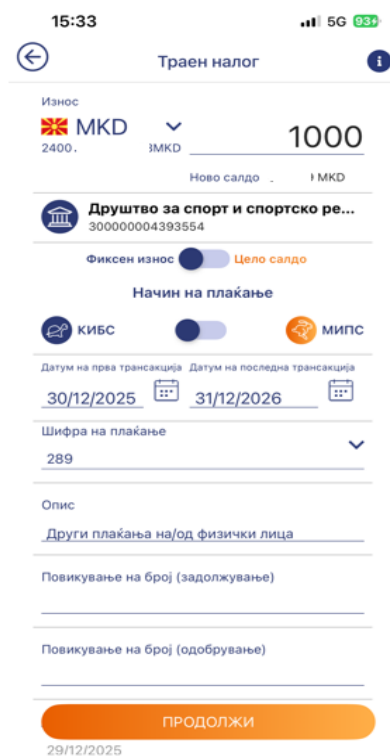 15:33
5G 93
Траен налог
Износ
MKD
1000
2400. MKD
Ново салдо MKD
Друштво за спорт и спортско ре...
300000004393554
Фиксен износ Цело салдо
Начин на плаќање
КИБС МИПС
Датум на прва трансакција Датум на последна трансакција
30/12/2025 31/12/2026
Шифра на плаќање
289
Опис
Други плаќања на/од физички лица
Повикување на број (задолжување)
Повикување на број (одобрување)
ПРОДОЛЖИ
29/12/2025